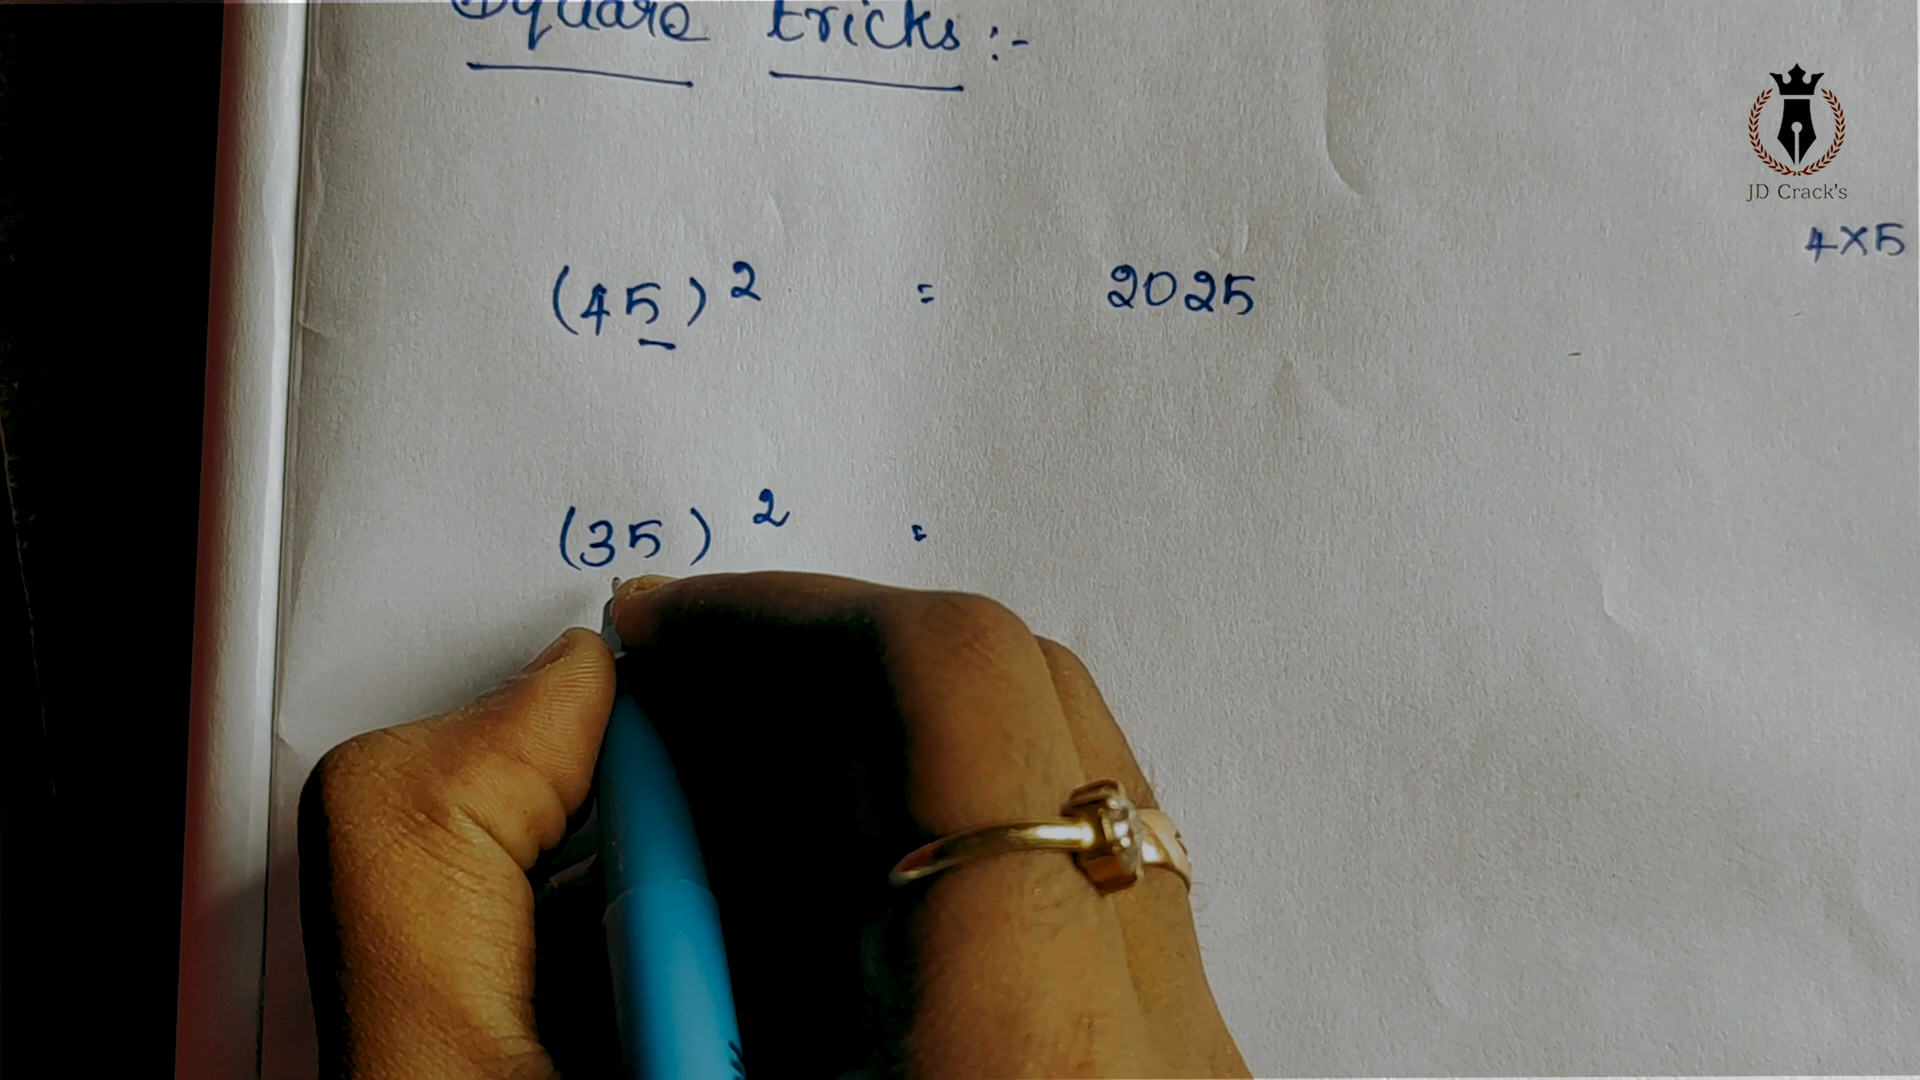 Square tricks :-
JD Crack's
4×5
(45)² = 2025
(35)² =